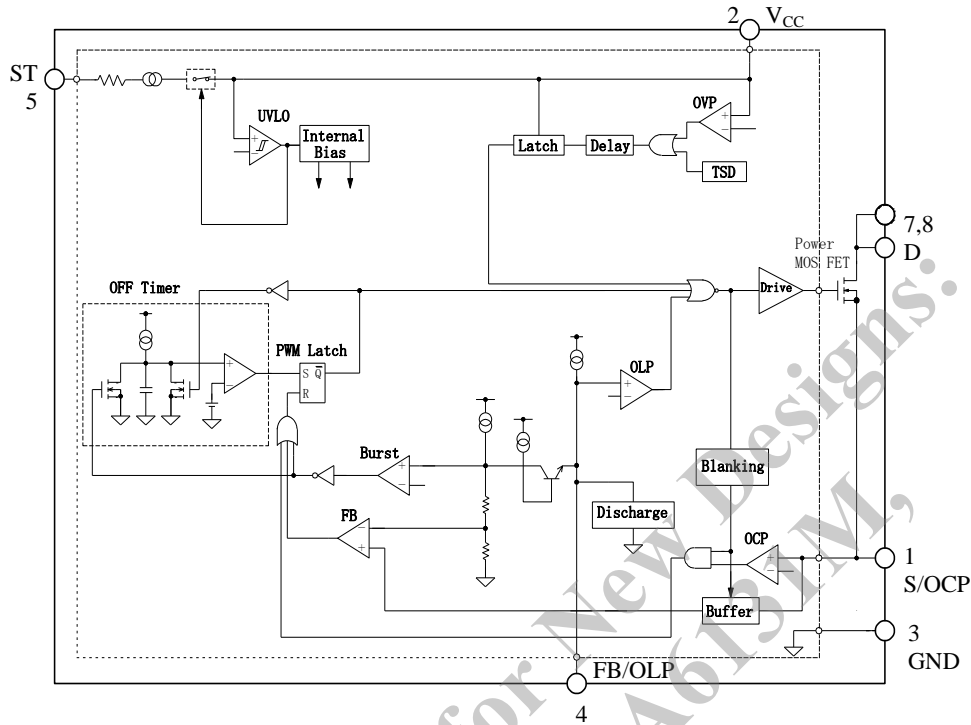 2 VCC
ST
5
UVLO
+
−
Internal
Bias
OVP
+
−
Latch
Delay
TSD
7,8
D
Power
MOS FET
Drive
OFF Timer
+
−
PWM Latch
S Q̅
R
OLP
+
−
Burst
+
−
Blanking
FB
−
+
Discharge
OCP
+
−
Buffer
1
S/OCP
3
GND
FB/OLP
4
for New Designs:
A6131M,